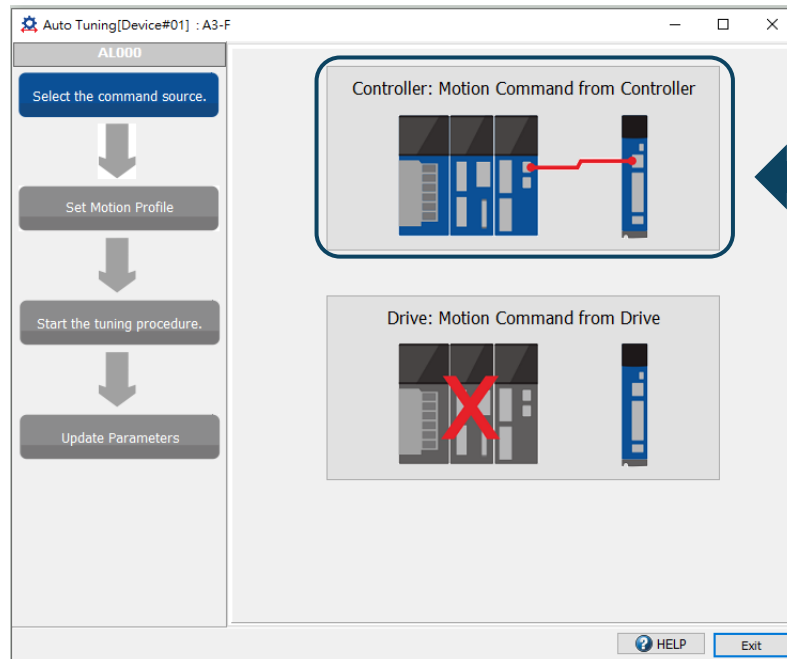 Auto Tuning[Device#01] : A3-F
AL000
Select the command source.
Set Motion Profile
Start the tuning procedure.
Update Parameters
Controller: Motion Command from Controller
Drive: Motion Command from Drive
HELP
Exit